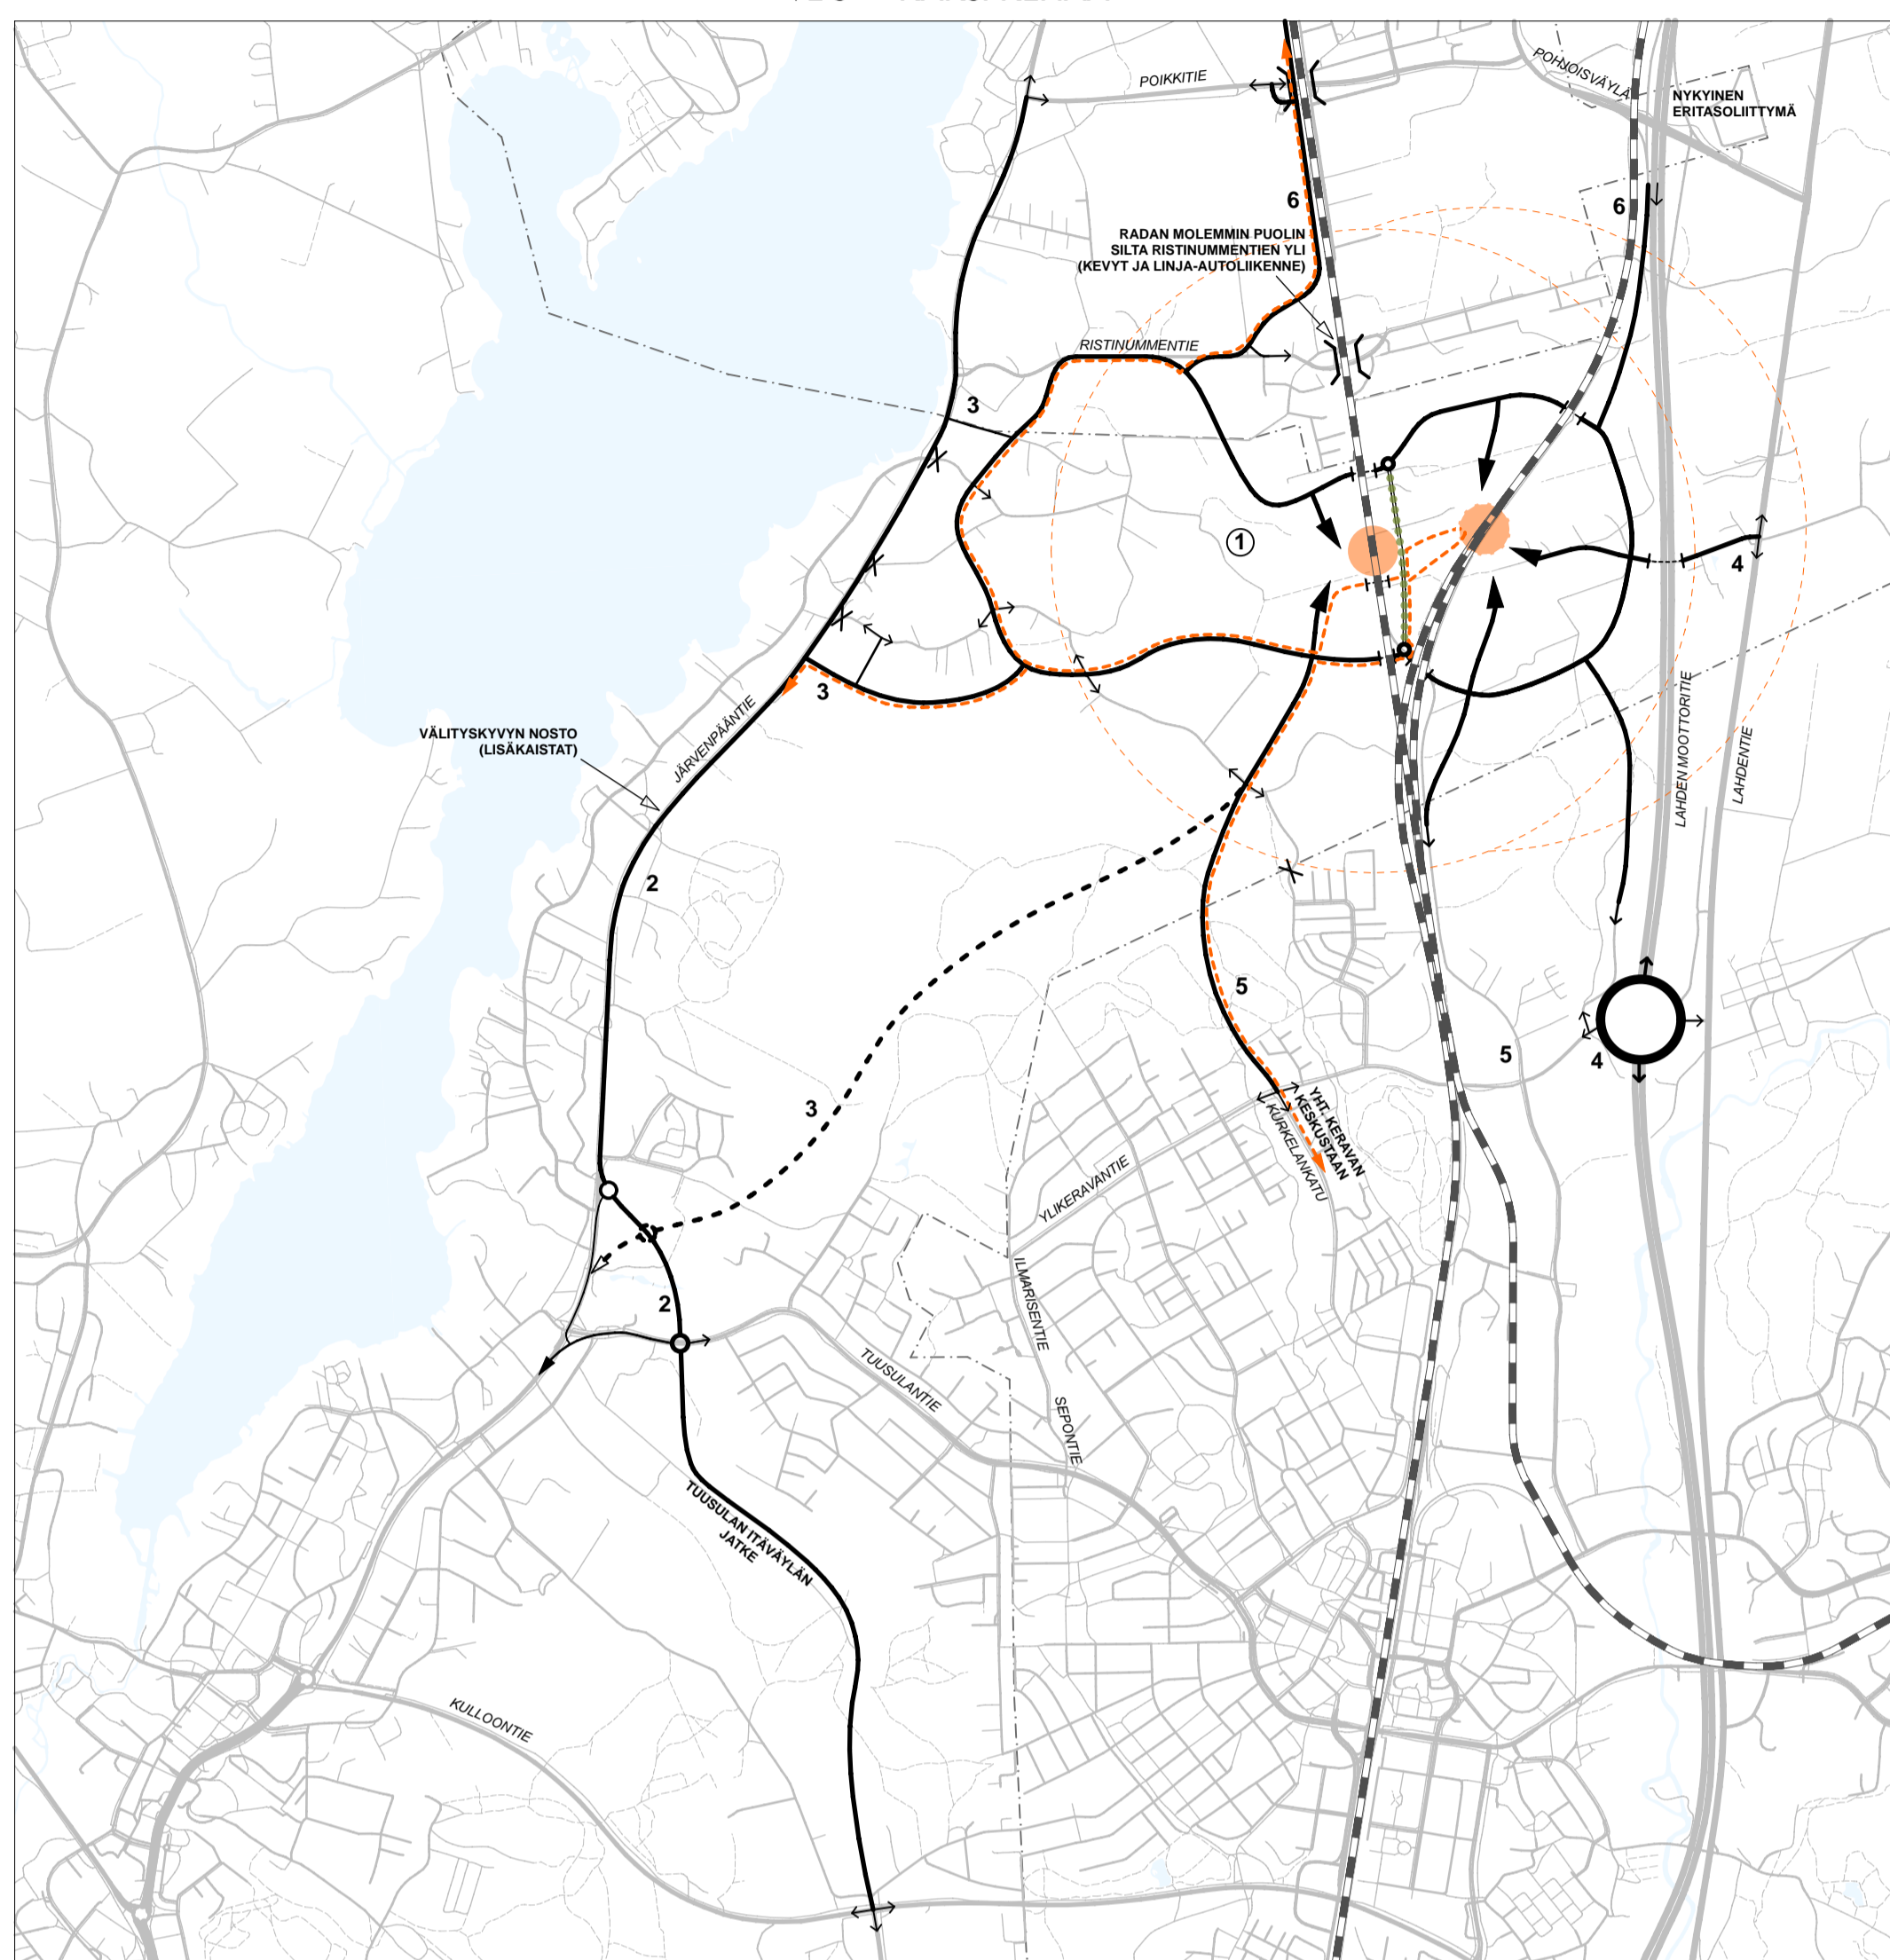 POIKKITIE
POHJOISVÄYLÄ
NYKYINEN
ERITASOLIITTYMÄ
6
6
RADAN MOLEMMIN PUOLIN
SILTA RISTINUMMENTIEN YLI
(KEVYT JA LINJA-AUTOLIIKENNE)
RISTINUMMENTIE
3
1
4
3
JÄRVENPÄÄNTIE
VÄLITYSKYVYN NOSTO
(LISÄKAISTAT)
LAHDEN MOOTTORITIE
LAHDENTIE
2
5
5
4
3
YHT. KERAVAN
KESKUSTAAN
KURKELANKATU
YLIKERAVANTIE
2
ILMARISENTIE
TUUSULANTIE
SEPONTIE
TUUSULAN ITÄVÄYLÄN
JATKE
KULLOONTIE